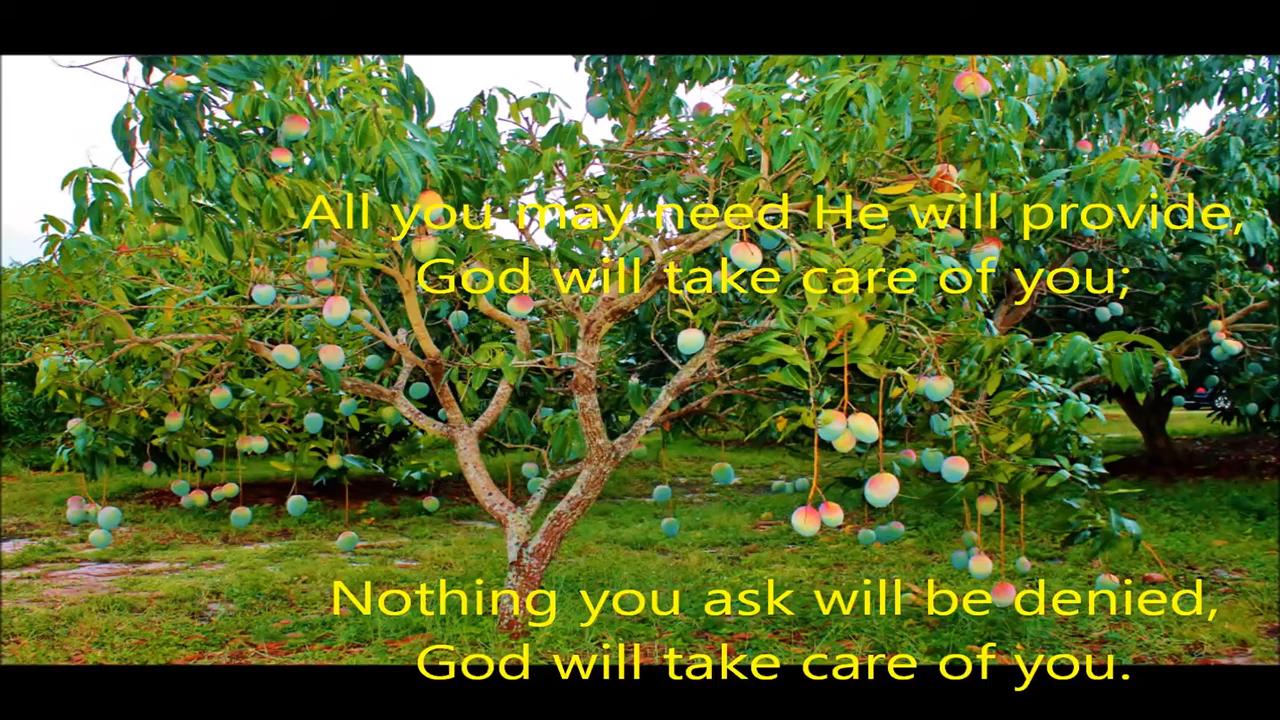 All you may need He will provide,
God will take care of you;
Nothing you ask will be denied,
God will take care of you.